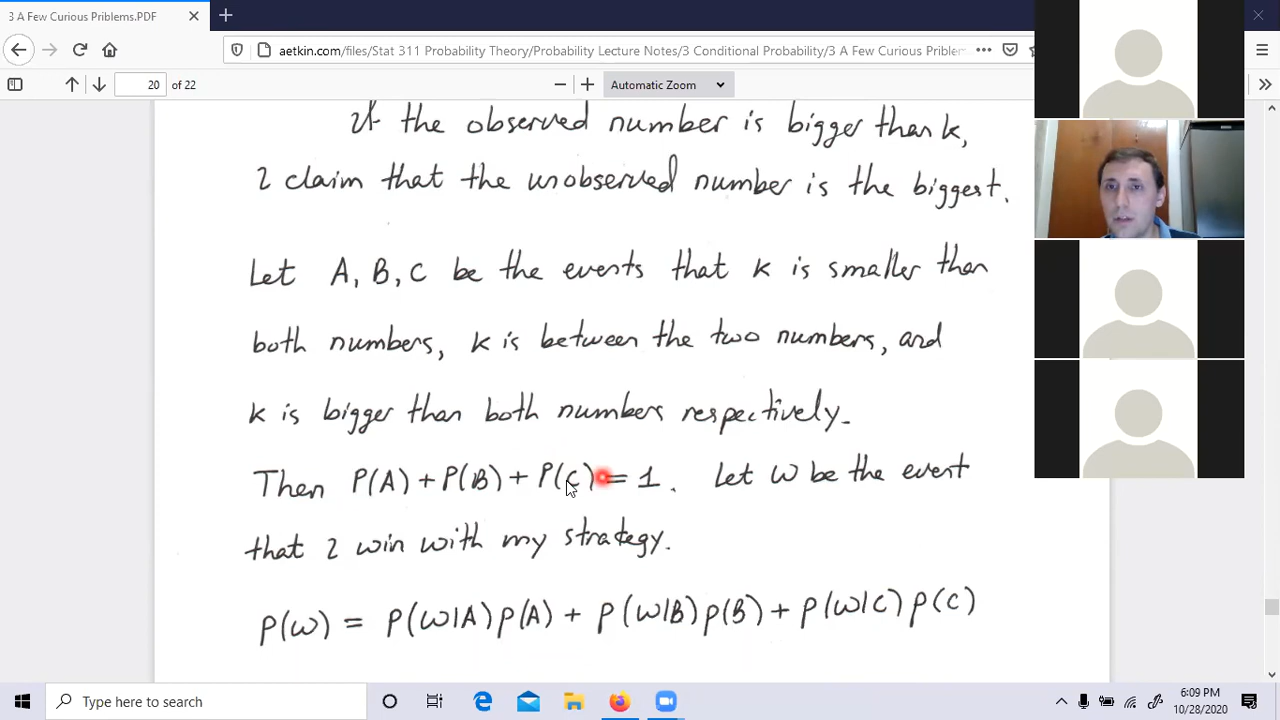 3 A Few Curious Priblems.PDF
aetkin.com/files/Stat 311 Probability Theory/Probability Lecture Notes/3 Conditional Probability/3 A Few Curious Priblem
20 of 22
Automatic Zoom
If the observed number is bigger than k,
I claim that the unobserved number is the biggest.
Let A, B, C be the events that k is smaller than
both numbers, k is between the two numbers, and
k is bigger than both numbers respectively.
Then P(A) + P(B) + P(C) = 1. Let W be the event
that I win with my strategy.
P(W) = P(W|A) P(A) + P(W|B) P(B) + P(W|C) P(C)
Type here to search
6:09 PM
10/28/2020